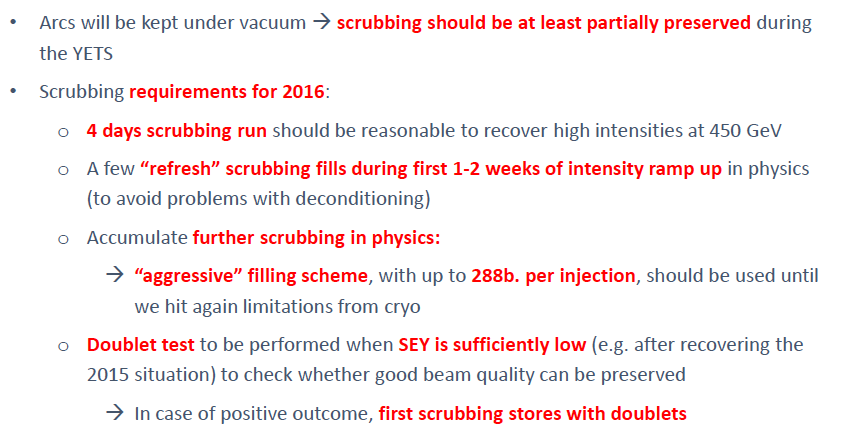 • Arcs will be kept under vacuum → scrubbing should be at least partially preserved during
the YETS
• Scrubbing requirements for 2016:
o 4 days scrubbing run should be reasonable to recover high intensities at 450 GeV
o A few “refresh” scrubbing fills during first 1-2 weeks of intensity ramp up in physics
(to avoid problems with deconditioning)
o Accumulate further scrubbing in physics:
→ “aggressive” filling scheme, with up to 288b. per injection, should be used until
we hit again limitations from cryo
o Doublet test to be performed when SEY is sufficiently low (e.g. after recovering the
2015 situation) to check whether good beam quality can be preserved
→ In case of positive outcome, first scrubbing stores with doublets